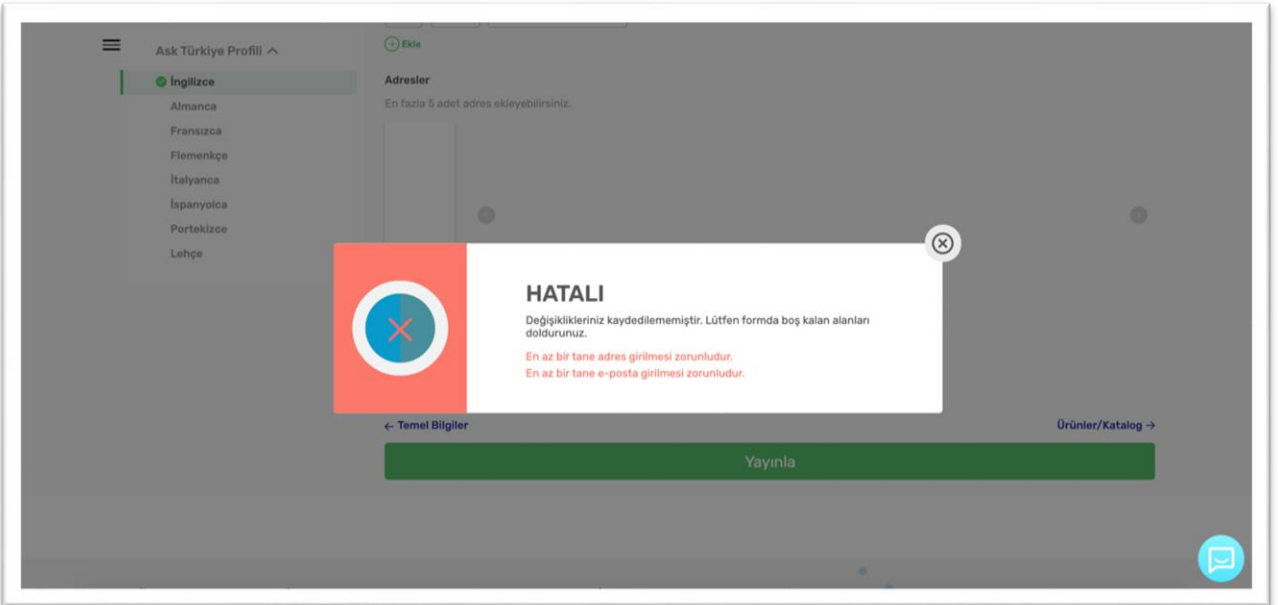 Ask Türkiye Profili
Ekle
İngilizce
Adresler
Almanca
En fazla 5 adet adres ekleyebilirsiniz.
Fransızca
Flemenkçe
İtalyanca
İspanyolca
Portekizce
Lehçe
HATALI
Değişiklikleriniz kaydedilememiştir. Lütfen formda boş kalan alanları
doldurunuz.
En az bir tane adres girilmesi zorunludur.
En az bir tane e-posta girilmesi zorunludur.
← Temel Bilgiler
Ürünler/Katalog →
Yayınla